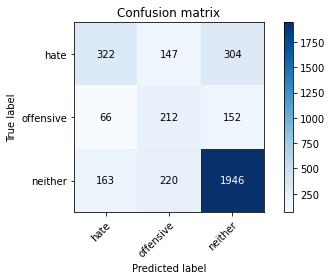 Confusion matrix
hate 322 147 304
offensive 66 212 152
neither 163 220 1946
hate offensive neither
True label
Predicted label
1750
1500
1250
1000
750
500
250